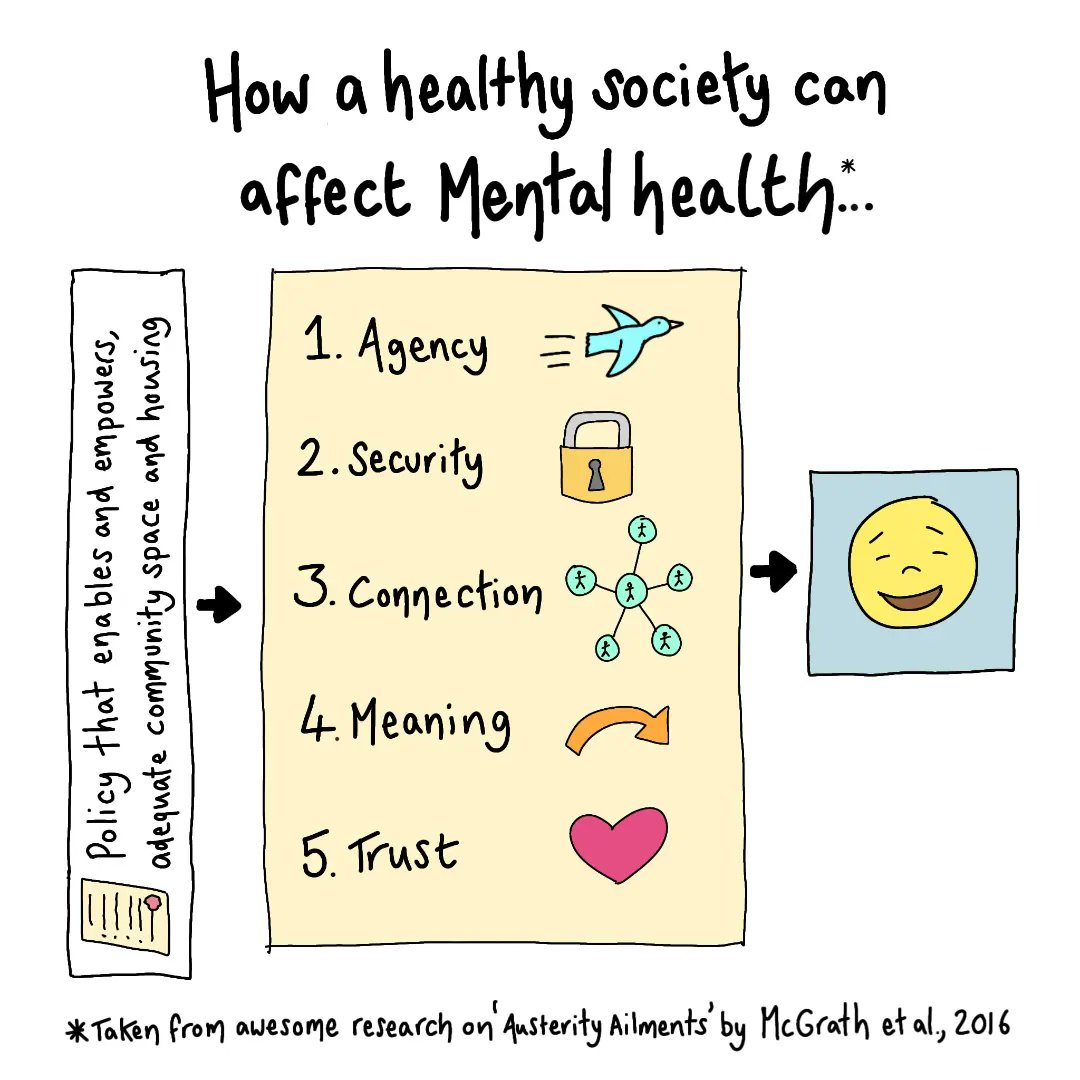 How a healthy society can
affect Mental health*...
Policy that enables and empowers,
adequate community space and housing
1. Agency
2. Security
3. Connection
4. Meaning
5. Trust
*Taken from awesome research on 'Austerity Ailments' by McGrath et al., 2016